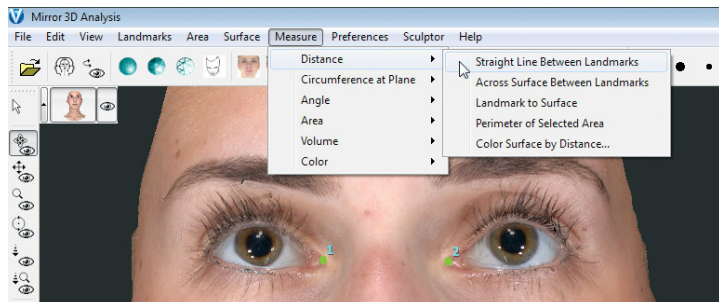 Mirror 3D Analysis
File Edit View Landmarks Area Surface Measure Preferences Sculptor Help
Distance
Circumference at Plane
Angle
Area
Volume
Color
Straight Line Between Landmarks
Across Surface Between Landmarks
Landmark to Surface
Perimeter of Selected Area
Color Surface by Distance...
1
2